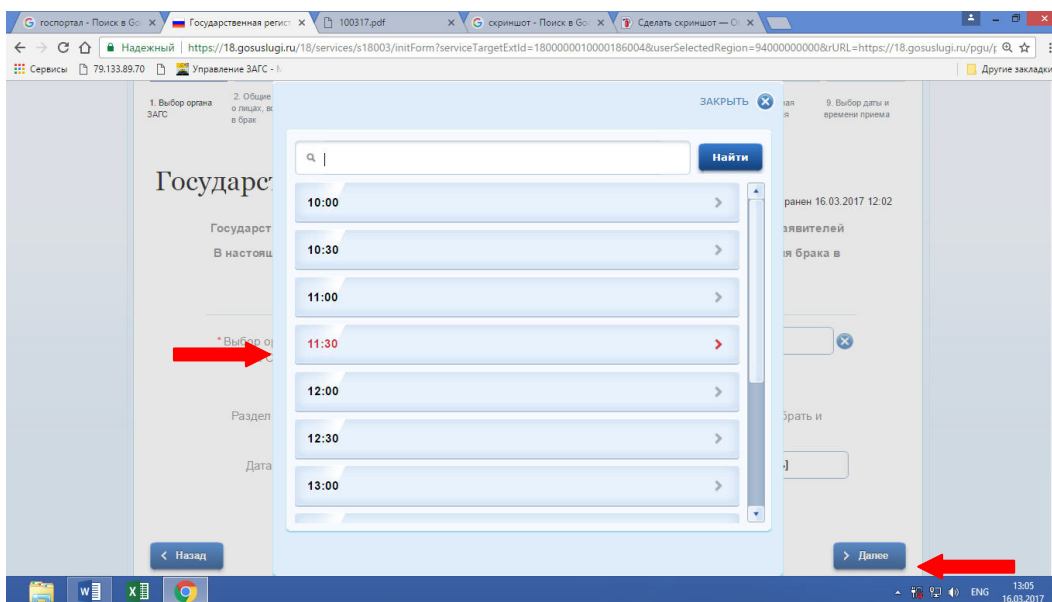 госпортал - Поиск в Go
Государственная регист
100317.pdf
скриншот - Поиск в Go
Сделать скриншот — О
Надежный
https://18.gosuslugi.ru/18/services/s18003/initForm?serviceTargetExtId=1800000010000186004&userSelectedRegion=94000000000&rURL=https://18.gosuslugi.ru/pgu/
Сервисы
79.133.89.70
Управление ЗАГС -
Другие закладки
1. Выбор органа
ЗАГС
2. Общие
о лицах, вс
в брак
ЗАКРЫТЬ
ная
9. Выбор даты и
времени приема
Найти
Государс
ранен 16.03.2017 12:02
10:00
Государст
аявителей
10:30
В настоящ
ия брака в
11:00
*Выбор ор
11:30
12:00
Раздел
брать и
12:30
Дата
]
13:00
Назад
Далее
ENG
13:05
16.03.2017